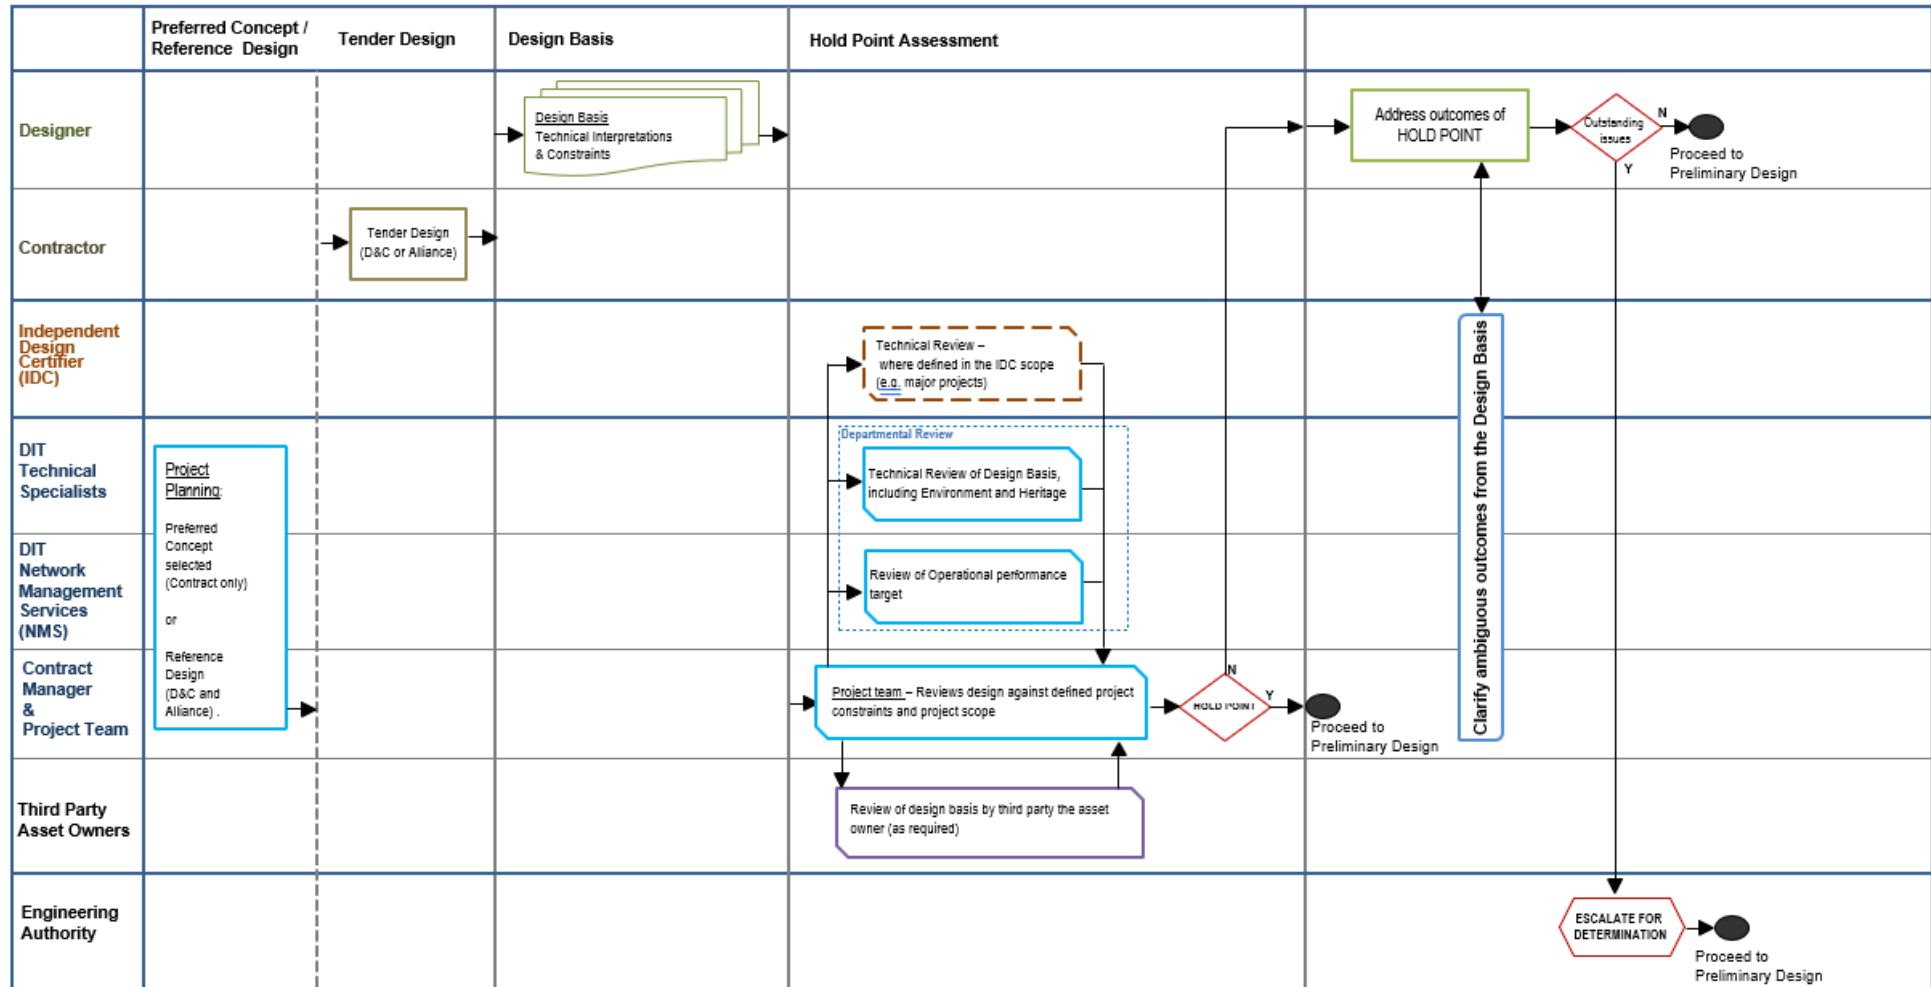 Preferred Concept /
Reference Design
Tender Design
Design Basis
Hold Point Assessment
Designer
Design Basis
Technical Interpretations
& Constraints
Address outcomes of
HOLD POINT
Outstanding
issues
N
Y
Proceed to
Preliminary Design
Contractor
Tender Design
(D&C or Alliance)
Independent
Design
Certifier
(IDC)
Technical Review –
where defined in the IDC scope
(e.g. major projects)
Clarify ambiguous outcomes from the Design Basis
DIT
Technical
Specialists
Project
Planning:
Preferred
Concept
selected
(Contract only)
or
Reference
Design
(D&C and
Alliance) .
Departmental Review
Technical Review of Design Basis,
including Environment and Heritage
DIT
Network
Management
Services
(NMS)
Review of Operational performance
target
Contract
Manager
&
Project Team
Project team – Reviews design against defined project
constraints and project scope
N
HOLD POINT
Y
Proceed to
Preliminary Design
Third Party
Asset Owners
Review of design basis by third party the asset
owner (as required)
Engineering
Authority
ESCALATE FOR
DETERMINATION
Proceed to
Preliminary Design